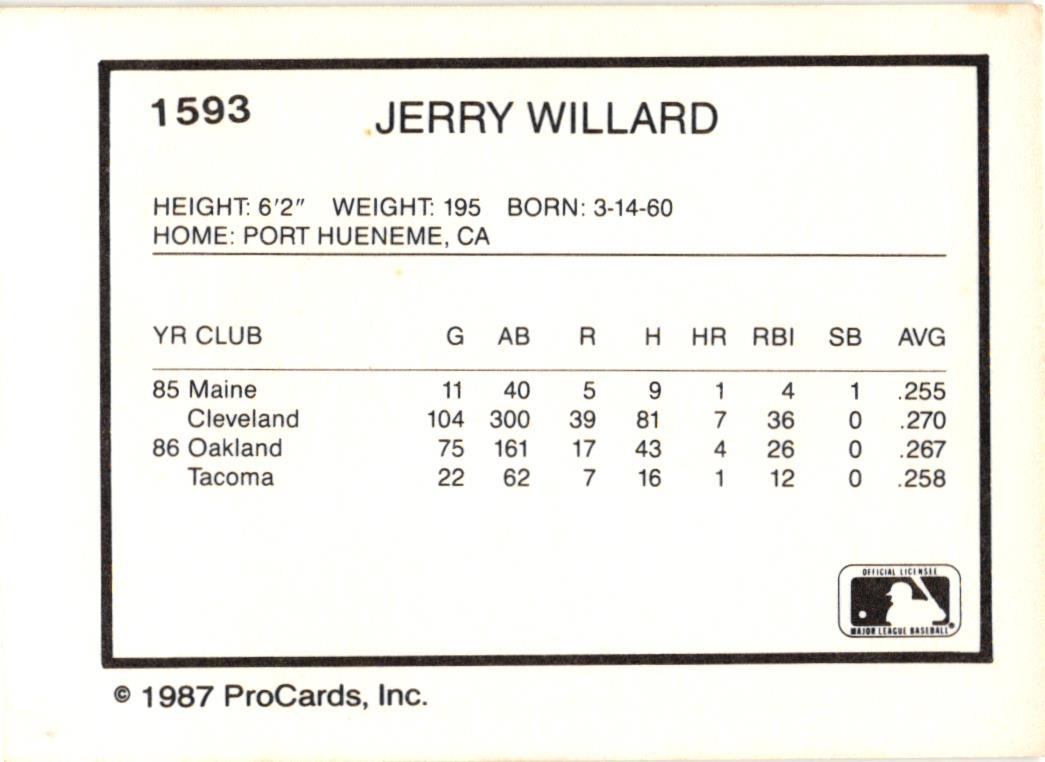 1593 JERRY WILLARD
HEIGHT: 6'2" WEIGHT: 195 BORN: 3-14-60
HOME: PORT HUENEME, CA
YR CLUB G AB R H HR RBI SB AVG
85 Maine 11 40 5 9 1 4 1 .255
Cleveland 104 300 39 81 7 36 0 .270
86 Oakland 75 161 17 43 4 26 0 .267
Tacoma 22 62 7 16 1 12 0 .258
OFFICIAL LICENSEE
MAJOR LEAGUE BASEBALL®
© 1987 ProCards, Inc.